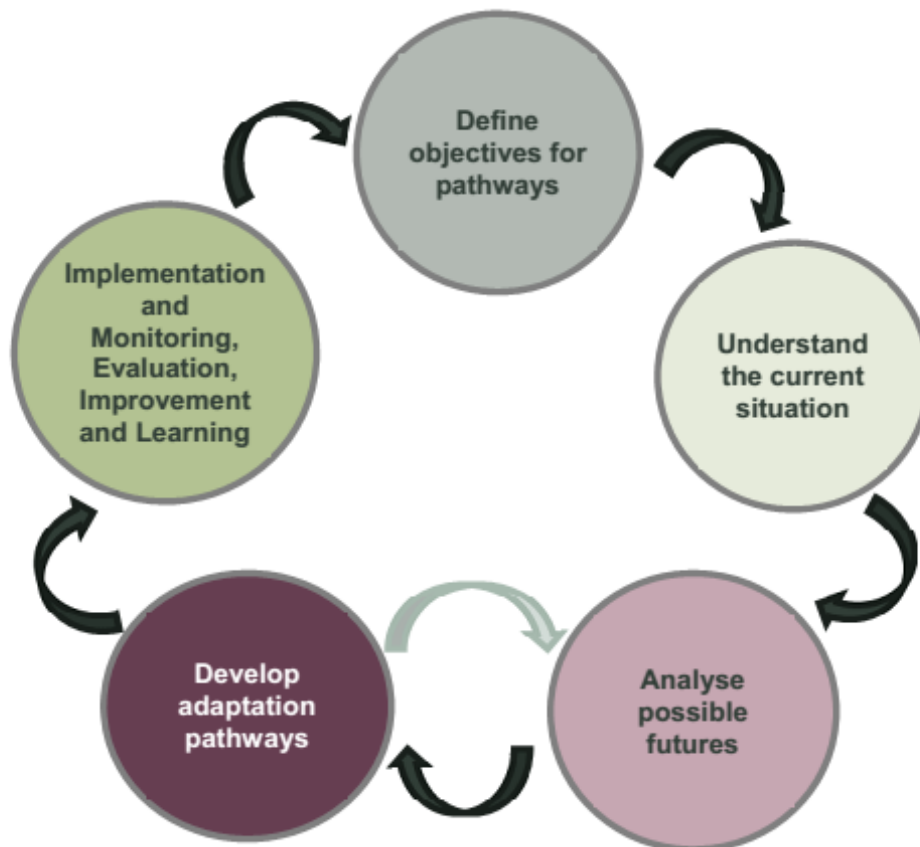 Define
objectives for
pathways
Understand
the current
situation
Analyse
possible
futures
Develop
adaptation
pathways
Implementation
and
Monitoring,
Evaluation,
Improvement
and Learning